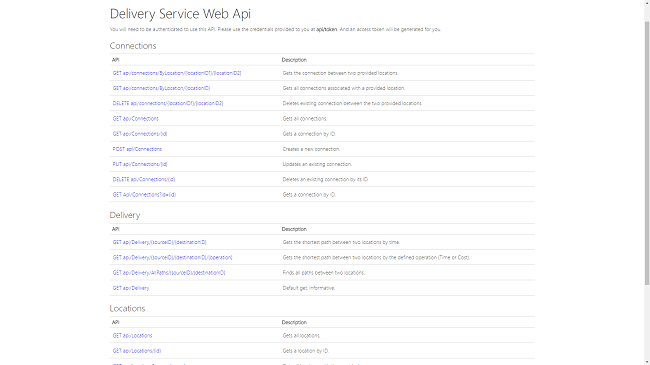 Delivery Service Web Api
You will need to be authenticated to use this API. Please use the credentials provided to you at api/token. And an access token will be generated for you.
Connections
API Description
GET api/connections/ByLocation/{locationID1}/{locationID2} Gets the connection between two provided locations.
GET api/connections/ByLocation/{locationID} Gets all connections associated with a provided location.
DELETE api/connections/{locationID1}/{locationID2} Deletes existing connection between the two provided locations.
GET api/Connections Gets all connections.
GET api/Connections/{id} Gets a connection by ID.
POST api/Connections Creates a new connection.
PUT api/Connections/{id} Updates an existing connection.
DELETE api/Connections/{id} Deletes an existing connection by its ID.
GET Api/Connections?id={id} Gets a connection by ID.
Delivery
API Description
GET api/Delivery/{sourceID}/{destinationID} Gets the shortest path between two locations by time.
GET api/Delivery/{sourceID}/{destinationID}/{operation} Gets the shortest path between two locations by the defined operation (Time or Cost).
GET api/Delivery/AllPaths/{sourceID}/{destinationID} Finds all paths between two locations.
GET api/Delivery Default get. Informative.
Locations
API Description
GET api/Locations Gets all locations.
GET api/Locations/{id} Gets a location by ID.